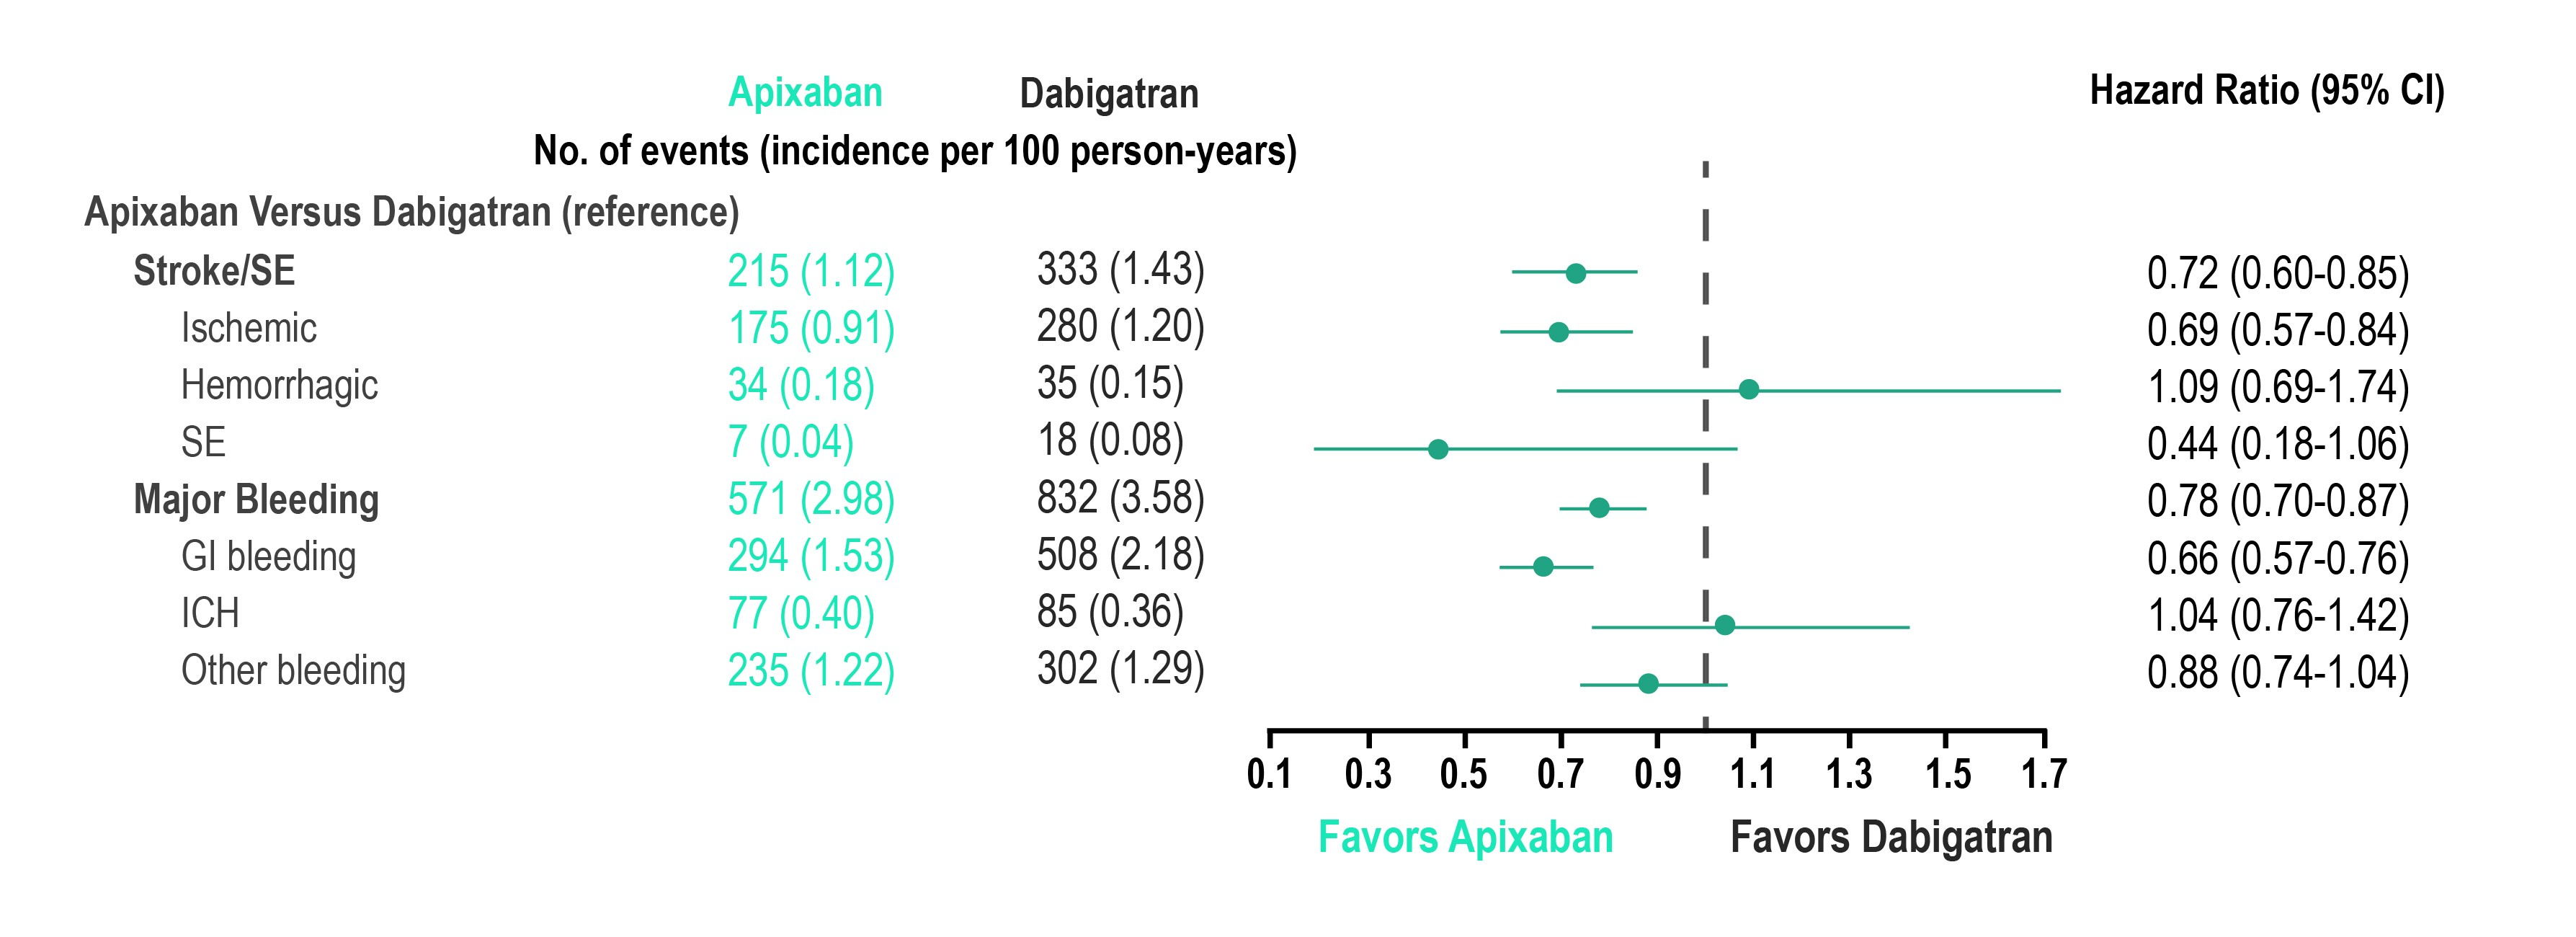 Apixaban Dabigatran Hazard Ratio (95% CI)
No. of events (incidence per 100 person-years)
Apixaban Versus Dabigatran (reference)
Stroke/SE 215 (1.12) 333 (1.43) 0.72 (0.60-0.85)
Ischemic 175 (0.91) 280 (1.20) 0.69 (0.57-0.84)
Hemorrhagic 34 (0.18) 35 (0.15) 1.09 (0.69-1.74)
SE 7 (0.04) 18 (0.08) 0.44 (0.18-1.06)
Major Bleeding 571 (2.98) 832 (3.58) 0.78 (0.70-0.87)
GI bleeding 294 (1.53) 508 (2.18) 0.66 (0.57-0.76)
ICH 77 (0.40) 85 (0.36) 1.04 (0.76-1.42)
Other bleeding 235 (1.22) 302 (1.29) 0.88 (0.74-1.04)
0.1 0.3 0.5 0.7 0.9 1.1 1.3 1.5 1.7
Favors Apixaban Favors Dabigatran